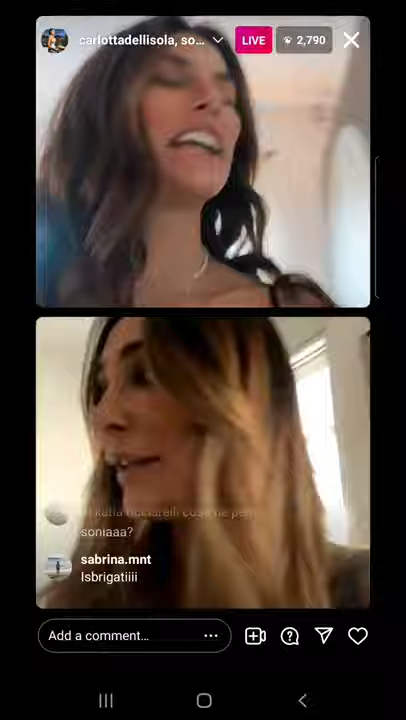 carlottadellisola, so...
LIVE
2,790
soniaaa?
sabrina.mnt
Isbrigatiiii
Add a comment...